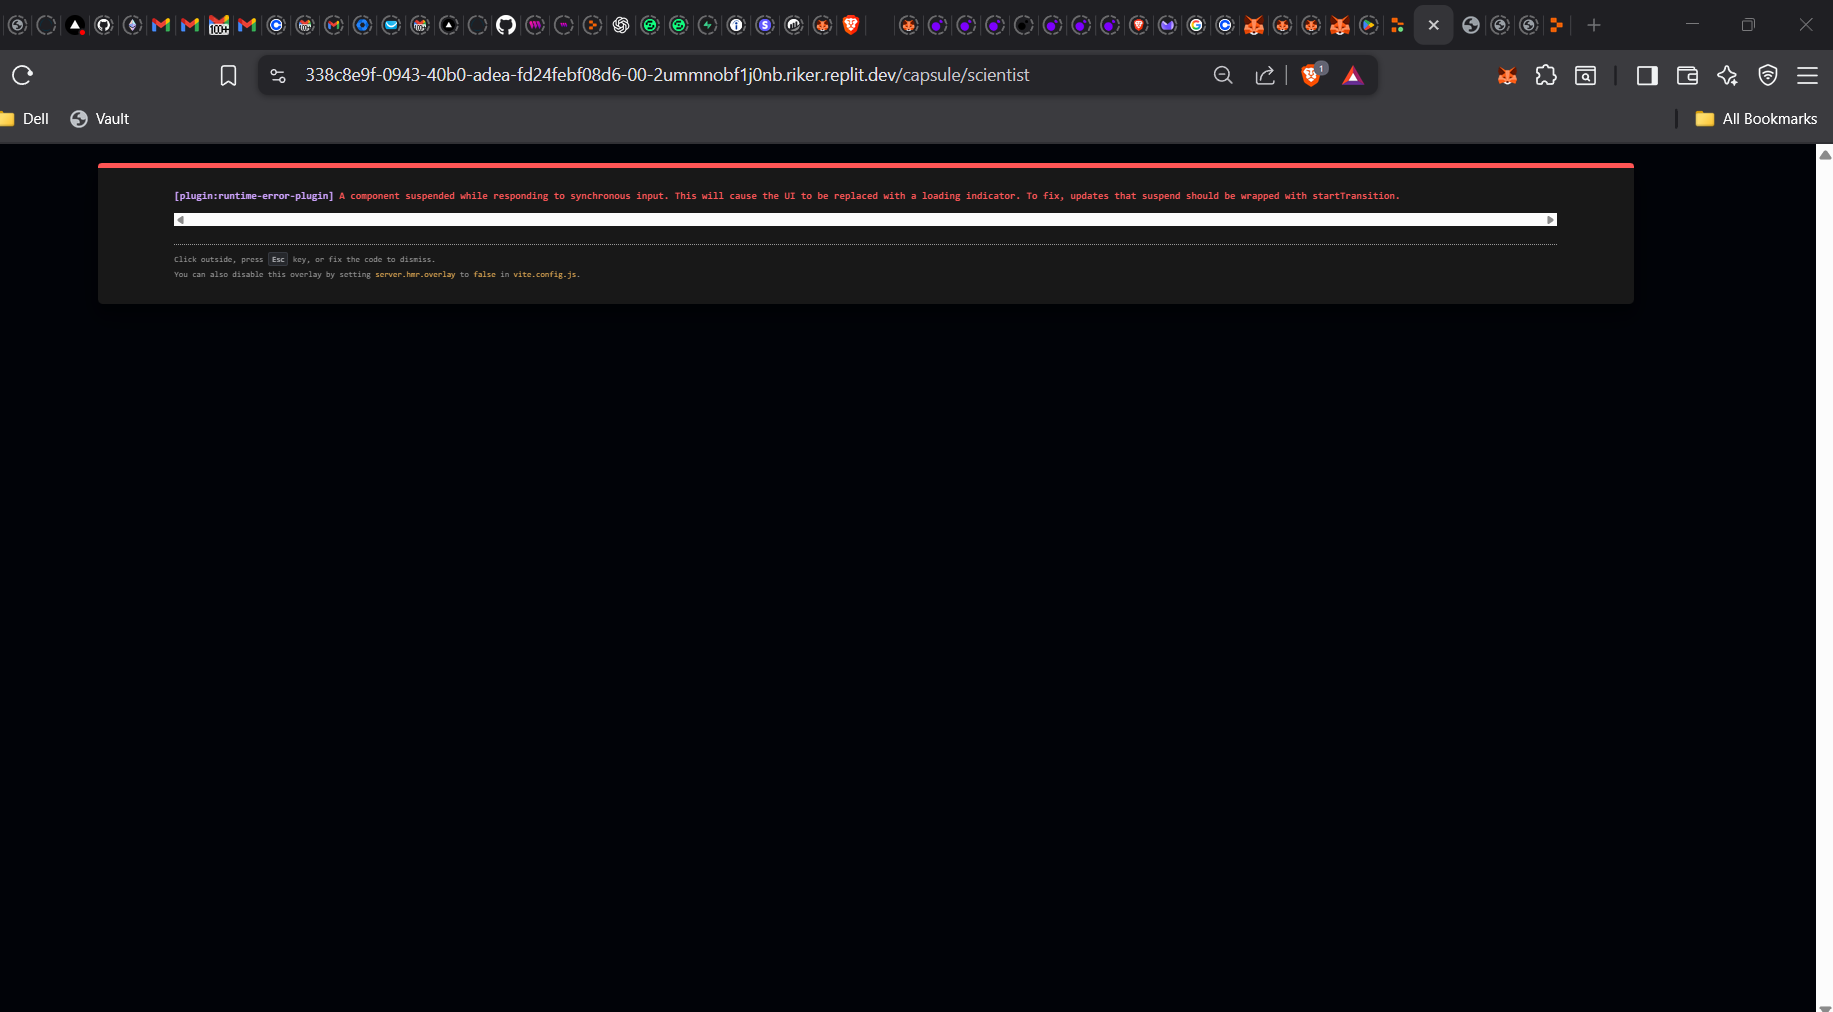 100+
338c8e9f-0943-40b0-adea-fd24febf08d6-00-2ummnobf1j0nb.riker.replit.dev/capsule/scientist
1
Dell
Vault
All Bookmarks
[plugin:runtime-error-plugin] A component suspended while responding to synchronous input. This will cause the UI to be replaced with a loading indicator. To fix, updates that suspend should be wrapped with startTransition.
Click outside, press Esc key, or fix the code to dismiss.
You can also disable this overlay by setting server.hmr.overlay to false in vite.config.js.